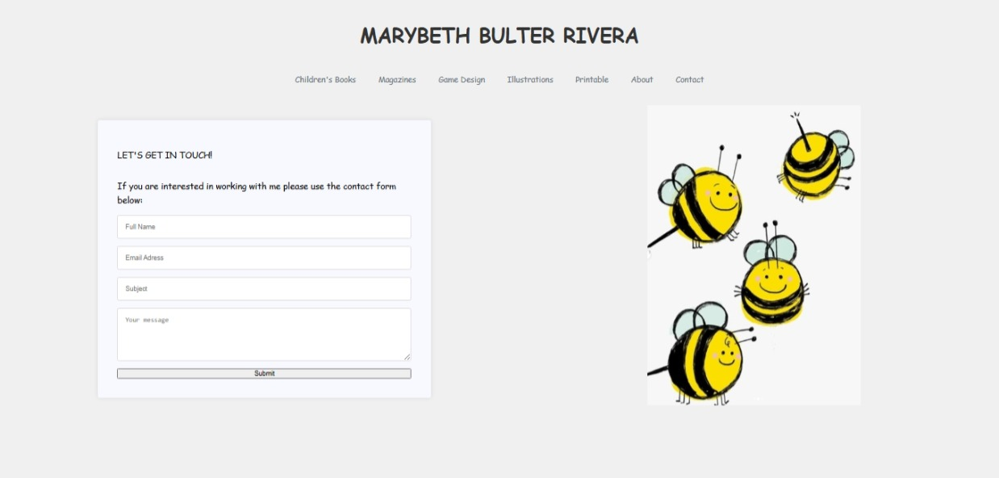 MARYBETH BULTER RIVERA
Children's Books Magazines Game Design Illustrations Printable About Contact
LET'S GET IN TOUCH!
If you are interested in working with me please use the contact form
below:
Full Name
Email Adress
Subject
Your message
Submit